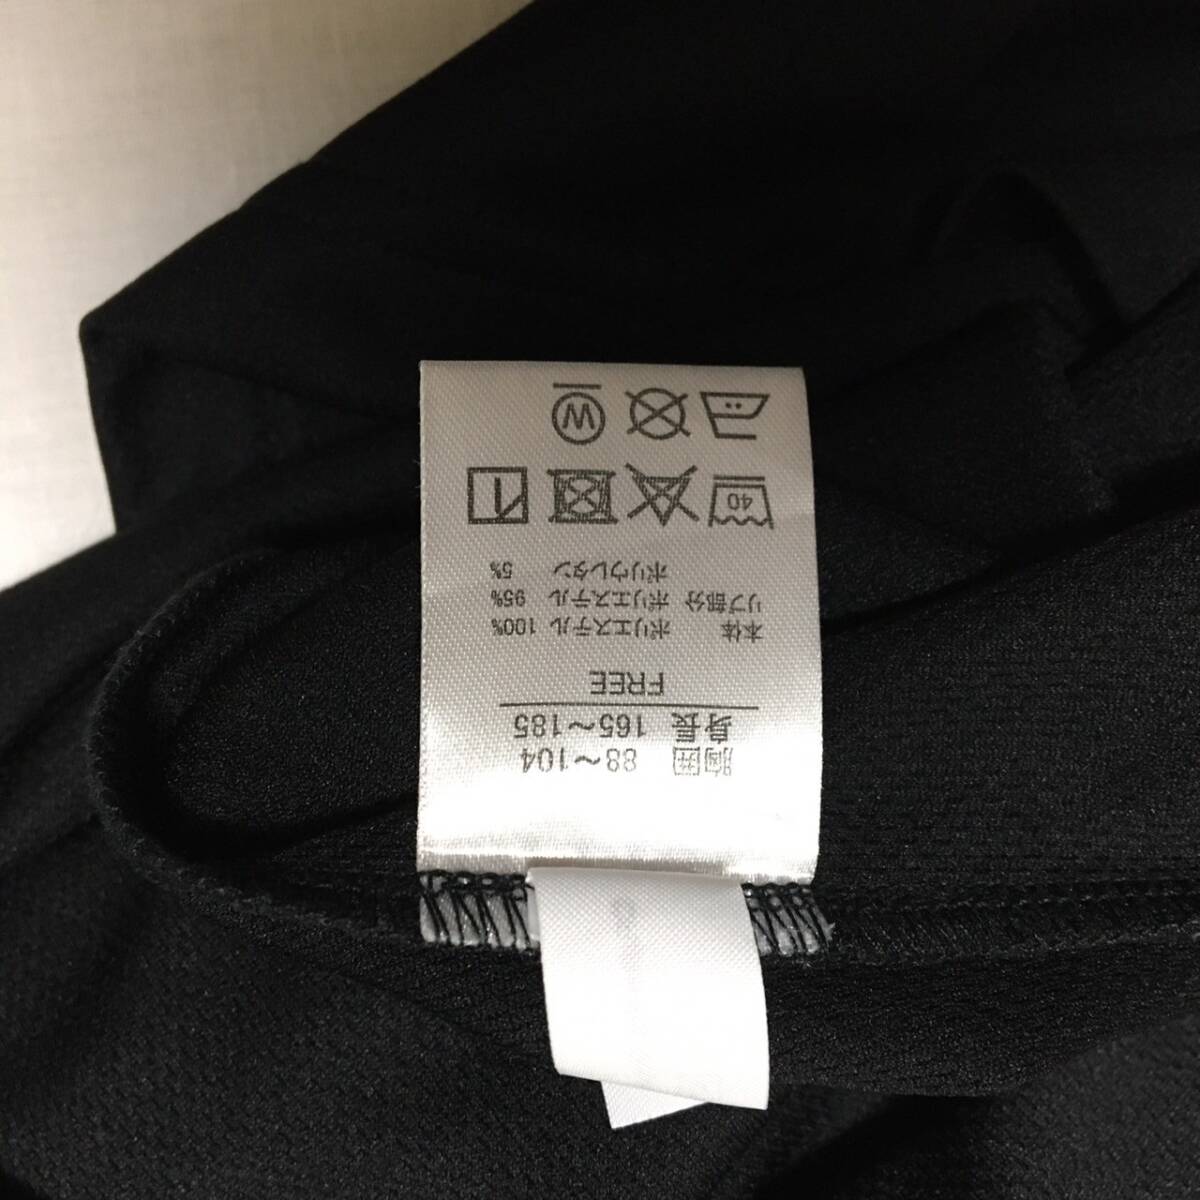 胸囲 88～104
身長 165～185
FREE
本体 ポリエステル 100%
リブ部分 ポリエステル 95%
ポリウレタン 5%
40
W